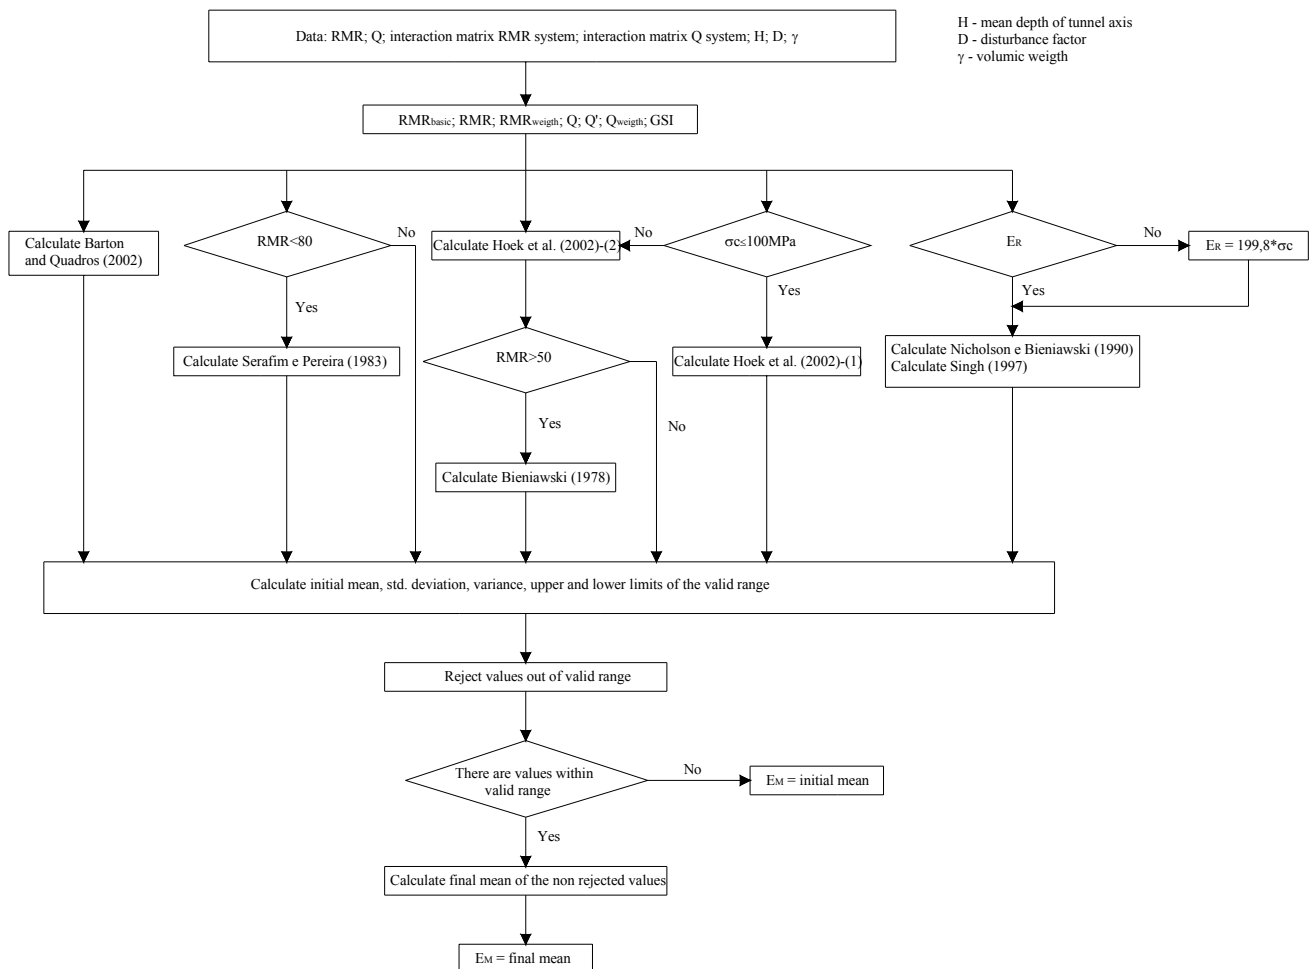 Data: RMR; Q; interaction matrix RMR system; interaction matrix Q system; H; D; γ
H - mean depth of tunnel axis
D - disturbance factor
γ - volumic weigth
RMRbasic; RMR; RMRweigth; Q; Q'; Qweigth; GSI
Calculate Barton
and Quadros (2002)
RMR<80
No
Yes
Calculate Serafim e Pereira (1983)
Calculate Hoek et al. (2002)-(2)
No
σc≤100MPa
Yes
Calculate Hoek et al. (2002)-(1)
RMR>50
No
Yes
Calculate Bieniawski (1978)
ER
No
ER = 199,8*σc
Yes
Calculate Nicholson e Bieniawski (1990)
Calculate Singh (1997)
Calculate initial mean, std. deviation, variance, upper and lower limits of the valid range
Reject values out of valid range
There are values within
valid range
No
EM = initial mean
Yes
Calculate final mean of the non rejected values
EM = final mean